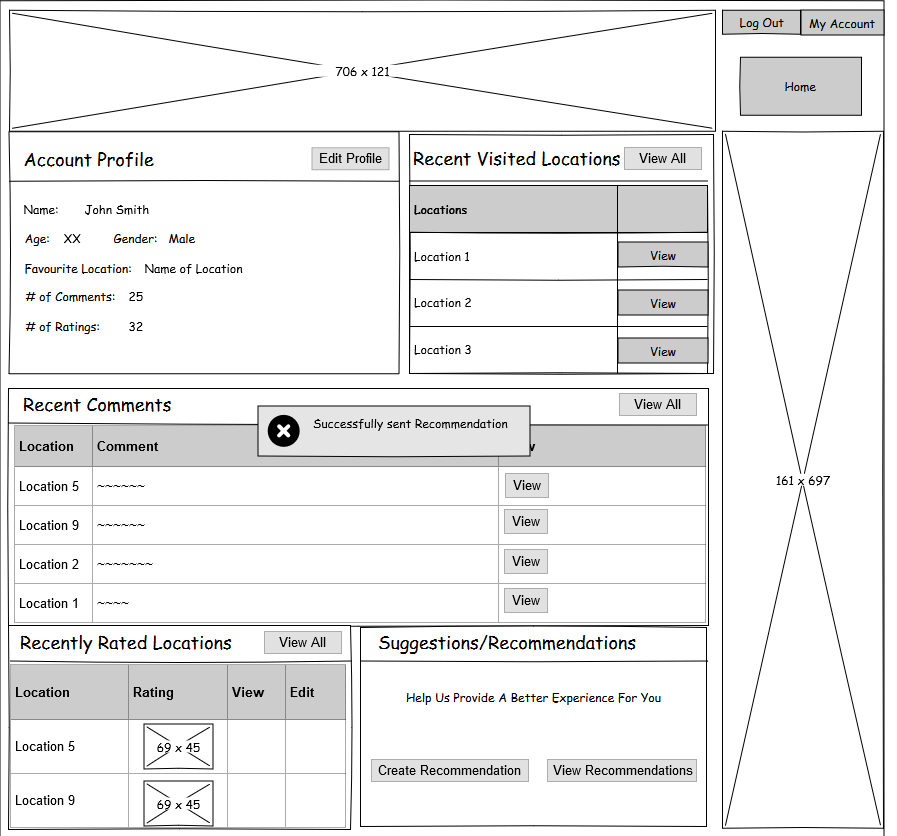 706 x 121
Log Out
My Account
Home
Account Profile
Edit Profile
Name: John Smith
Age: XX Gender: Male
Favourite Location: Name of Location
# of Comments: 25
# of Ratings: 32
Recent Visited Locations
View All
Locations
Location 1
View
Location 2
View
Location 3
View
Recent Comments
View All
Successfully sent Recommendation
Location Comment
Location 5 ~~~~~~ View
Location 9 ~~~~~~ View
Location 2 ~~~~~~~ View
Location 1 ~~~~ View
161 x 697
Recently Rated Locations
View All
Location Rating View Edit
Location 5 69 x 45
Location 9 69 x 45
Suggestions/Recommendations
Help Us Provide A Better Experience For You
Create Recommendation
View Recommendations